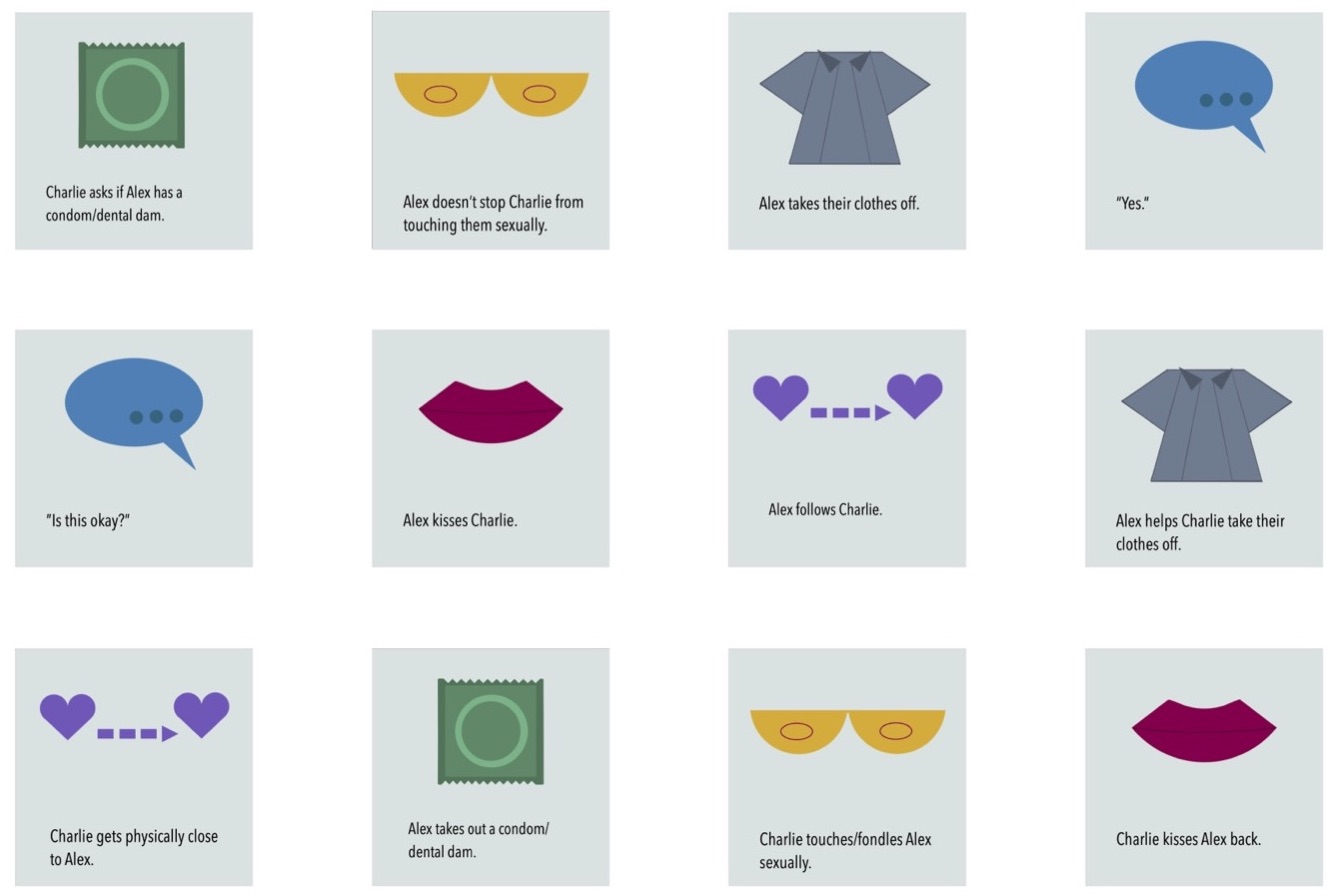 Charlie asks if Alex has a
condom/dental dam.
Alex doesn't stop Charlie from
touching them sexually.
Alex takes their clothes off.
"Yes."
"Is this okay?"
Alex kisses Charlie.
Alex follows Charlie.
Alex helps Charlie take their
clothes off.
Charlie gets physically close
to Alex.
Alex takes out a condom/
dental dam.
Charlie touches/fondles Alex
sexually.
Charlie kisses Alex back.